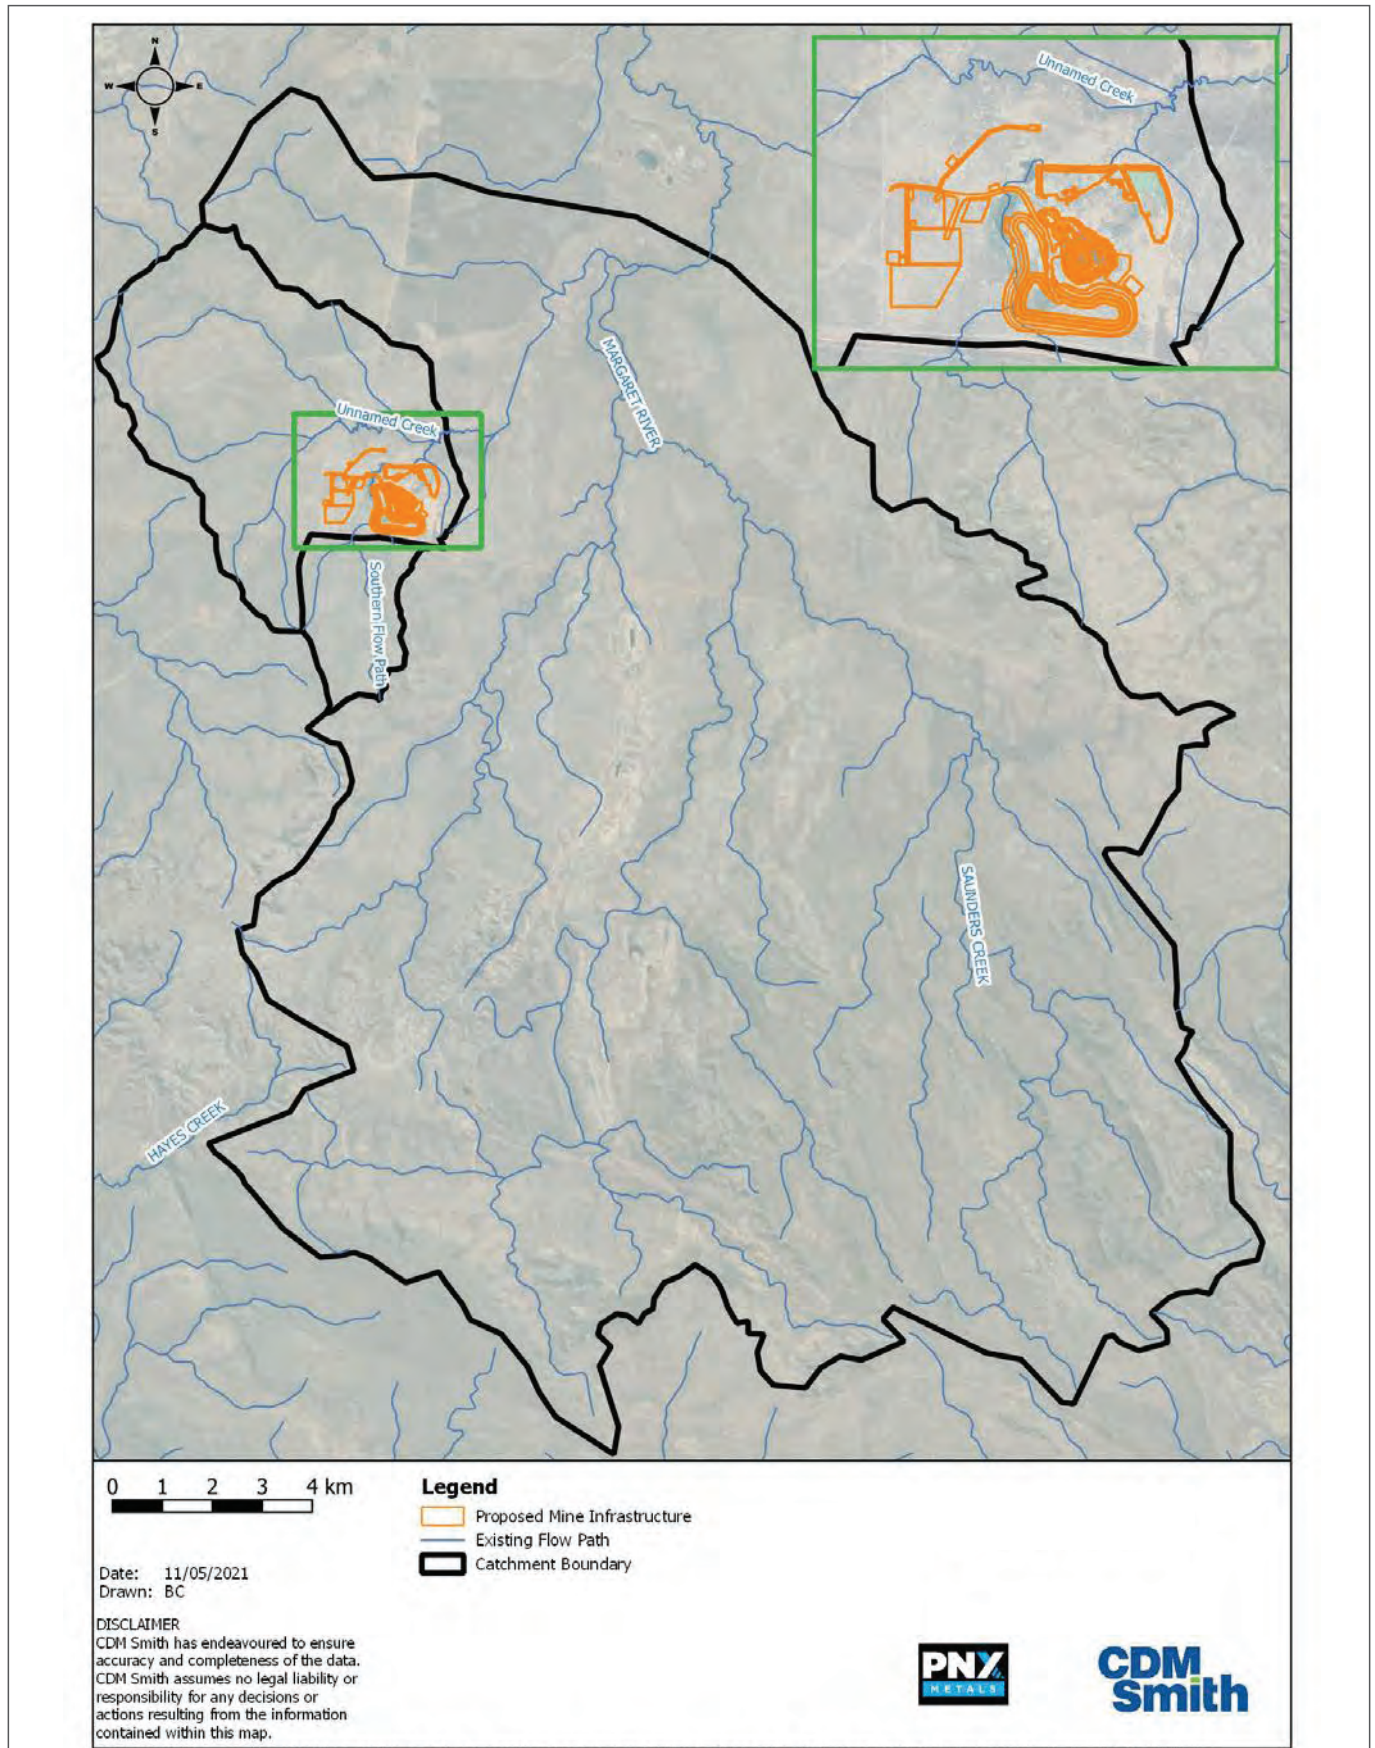 N
W
E
S
Unnamed Creek
MARGARET RIVER
Unnamed Creek
Southern Flow Path
SAUNDERS CREEK
HAYES CREEK
0 1 2 3 4 km
Legend
Proposed Mine Infrastructure
Existing Flow Path
Catchment Boundary
Date: 11/05/2021
Drawn: BC
DISCLAIMER
CDM Smith has endeavoured to ensure
accuracy and completeness of the data.
CDM Smith assumes no legal liability or
responsibility for any decisions or
actions resulting from the information
contained within this map.
PNX
METALS
CDM
Smith